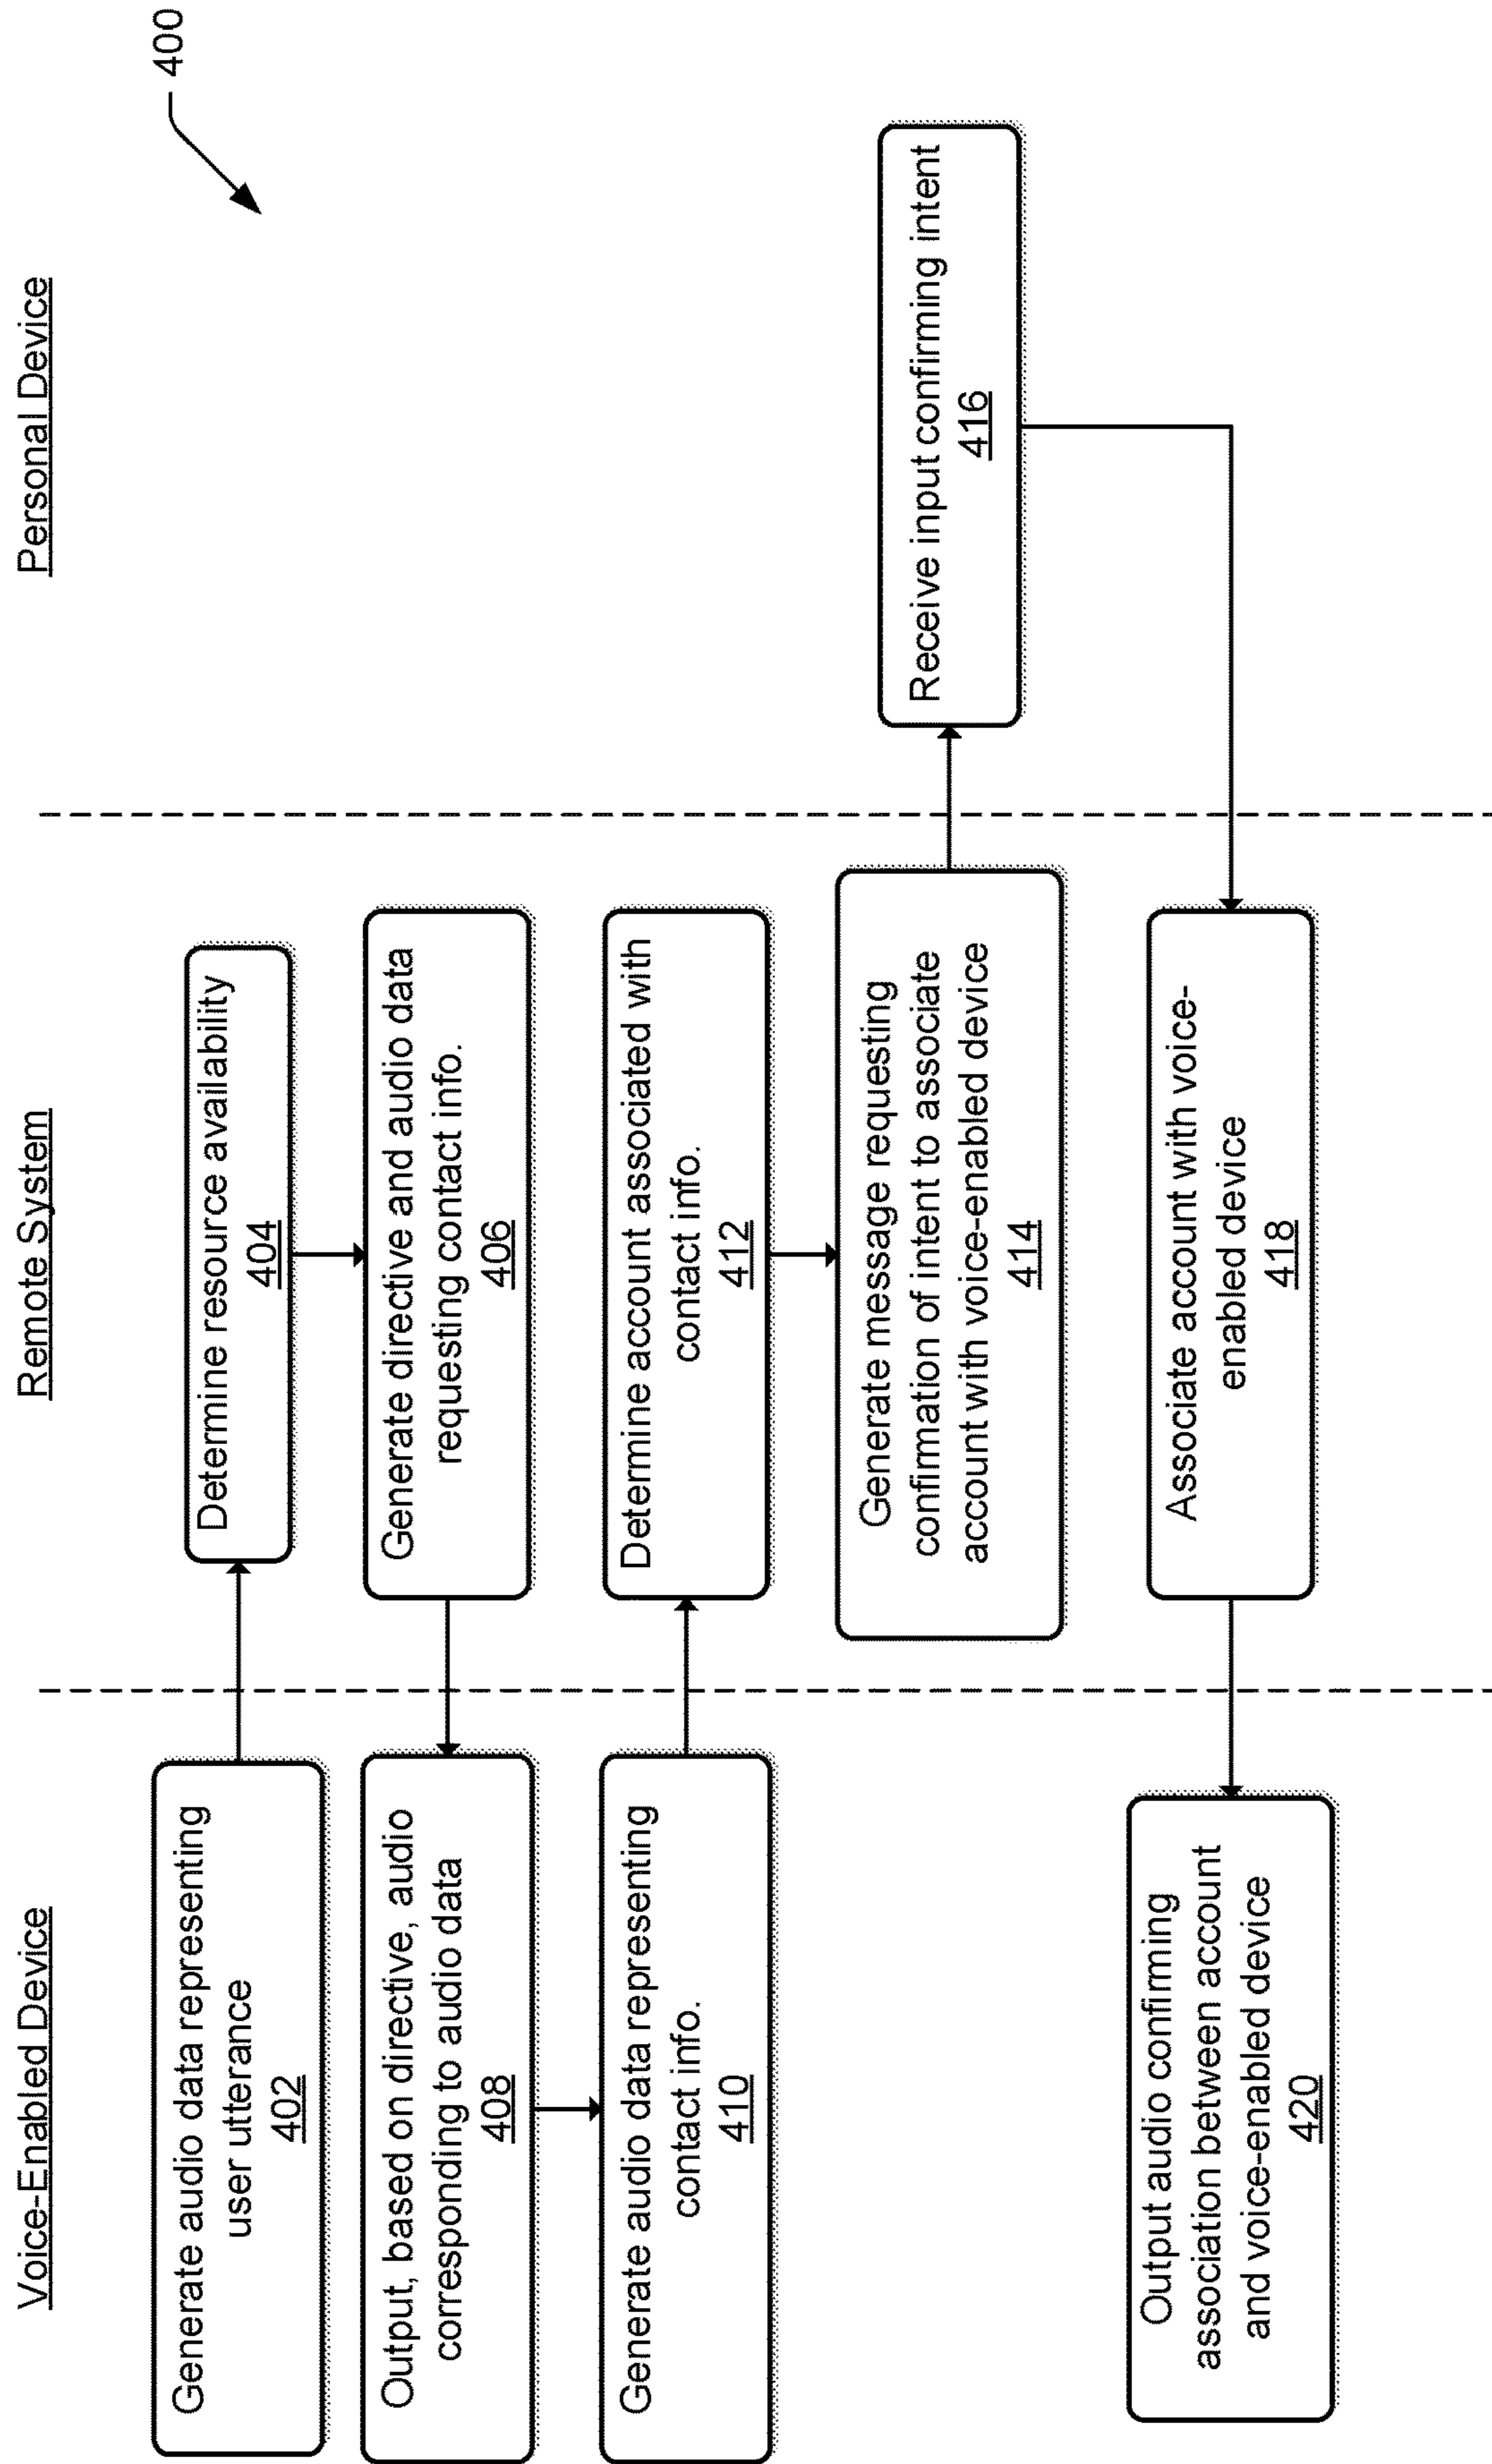 Voice-Enabled Device
Remote System
Personal Device
400
Generate audio data representing
user utterance
402
Determine resource availability
404
Generate directive and audio data
requesting contact info.
406
Output, based on directive, audio
corresponding to audio data
408
Generate audio data representing
contact info.
410
Determine account associated with
contact info.
412
Generate message requesting
confirmation of intent to associate
account with voice-enabled device
414
Receive input confirming intent
416
Associate account with voice-
enabled device
418
Output audio confirming
association between account
and voice-enabled device
420